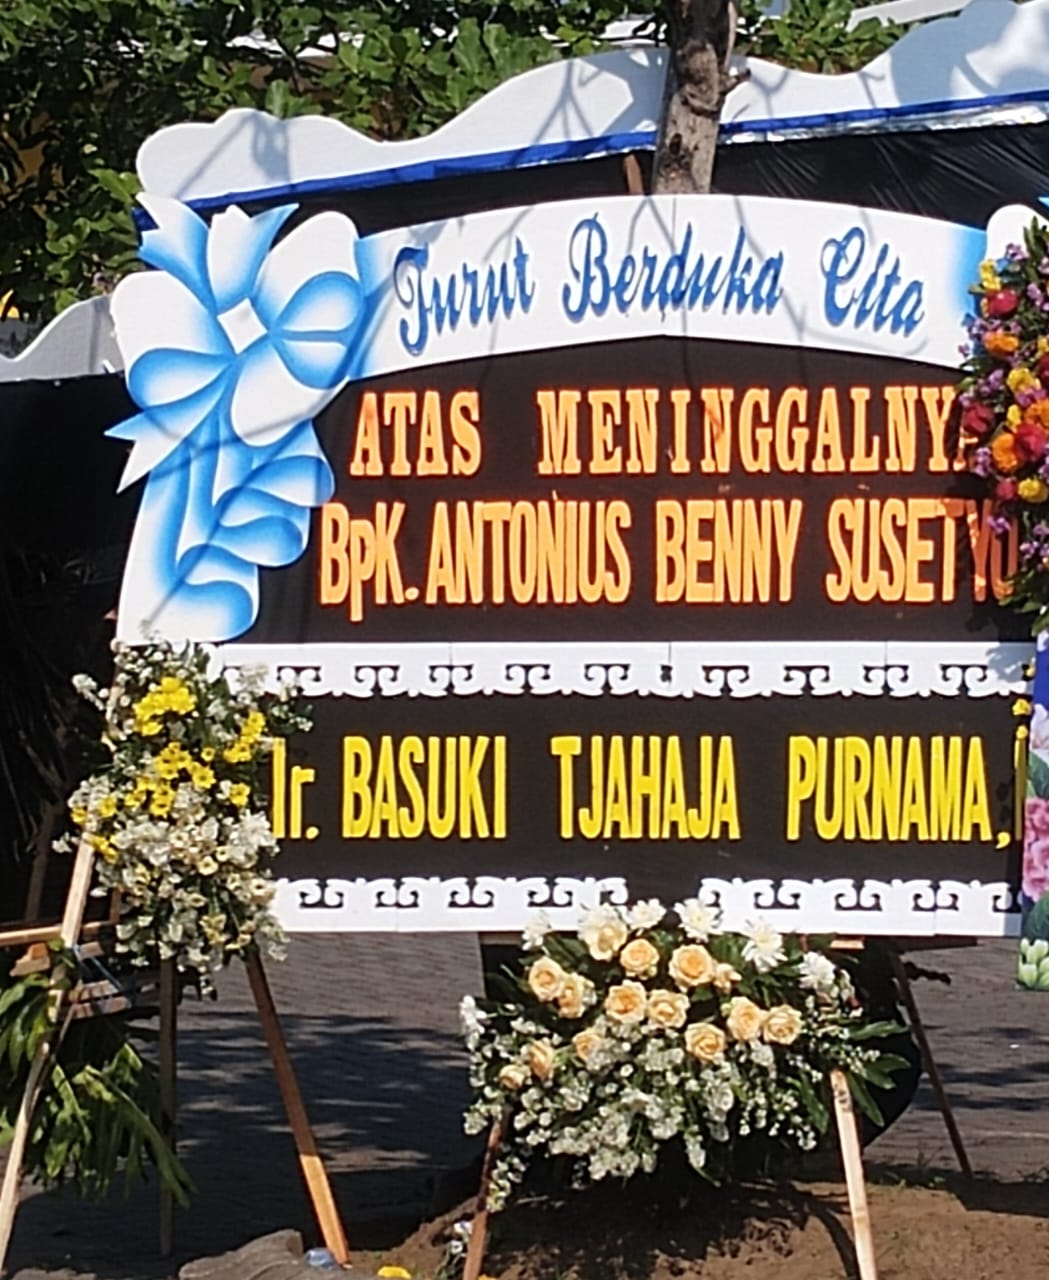 Turut Berduka Cita
ATAS MENINGGALNYA
BpK. ANTONIUS BENNY SUSETYO
Ir. BASUKI TJAHAJA PURNAMA,